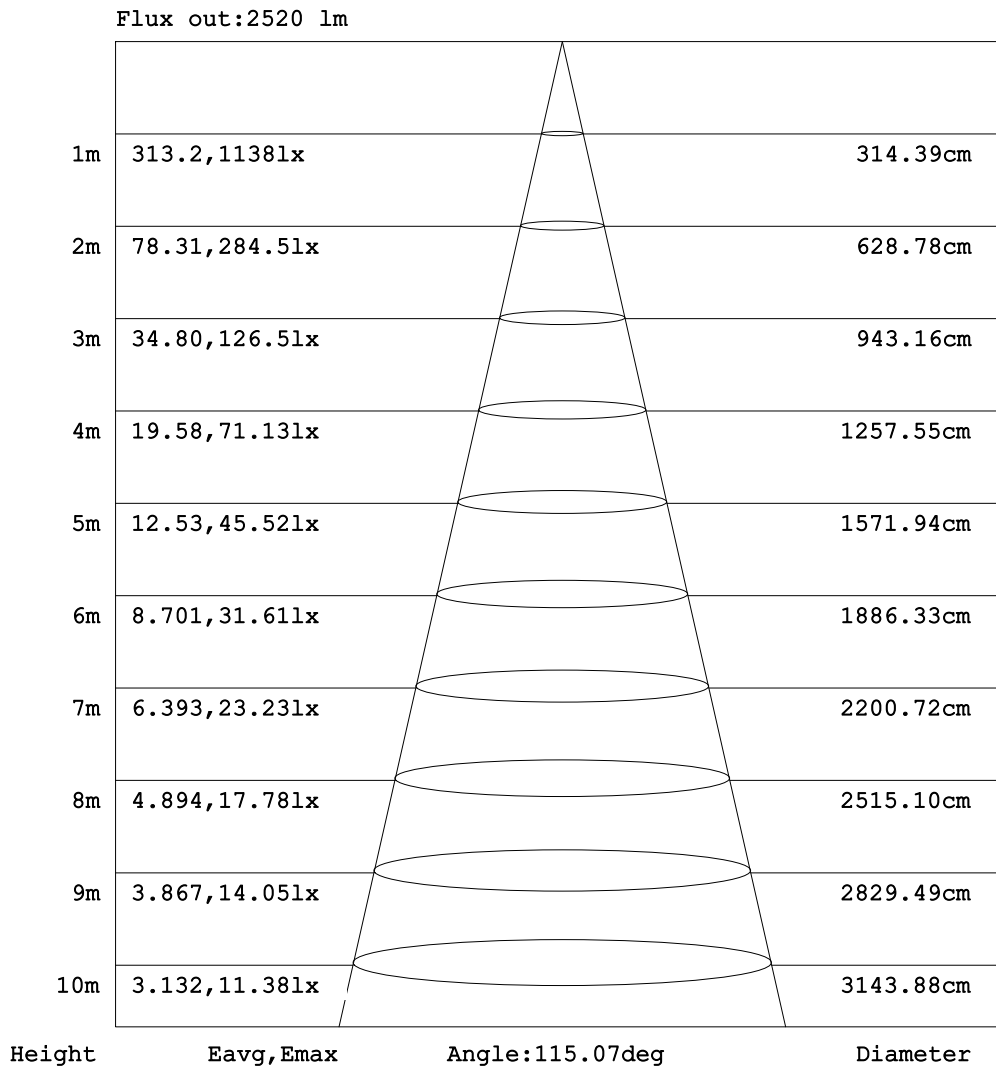 Flux out:2520 lm
1m 313.2,1138lx 314.39cm
2m 78.31,284.5lx 628.78cm
3m 34.80,126.5lx 943.16cm
4m 19.58,71.13lx 1257.55cm
5m 12.53,45.52lx 1571.94cm
6m 8.701,31.61lx 1886.33cm
7m 6.393,23.23lx 2200.72cm
8m 4.894,17.78lx 2515.10cm
9m 3.867,14.05lx 2829.49cm
10m 3.132,11.38lx 3143.88cm
Height Eavg,Emax Angle:115.07deg Diameter